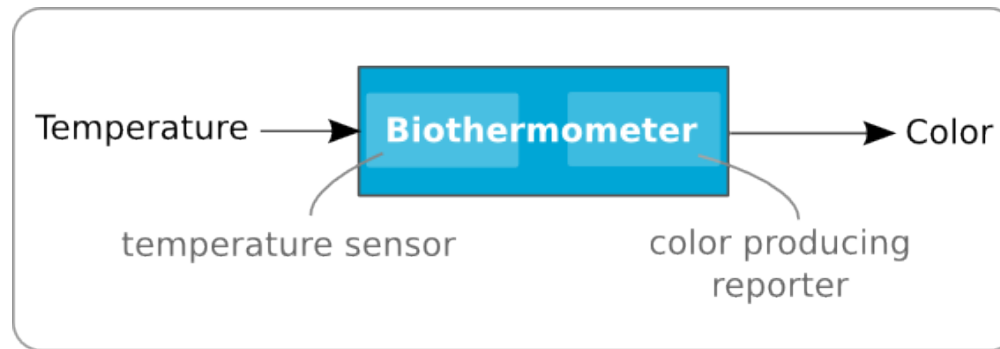 Temperature
Biothermometer
Color
temperature sensor
color producing
reporter